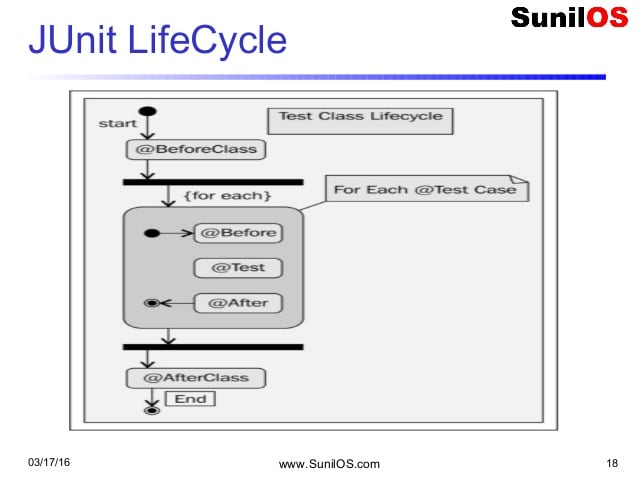 SunilOS
JUnit LifeCycle
start
Test Class Lifecycle
@BeforeClass
{for each}
For Each @Test Case
@Before
@Test
@After
@AfterClass
End
03/17/16
www.SunilOS.com
18